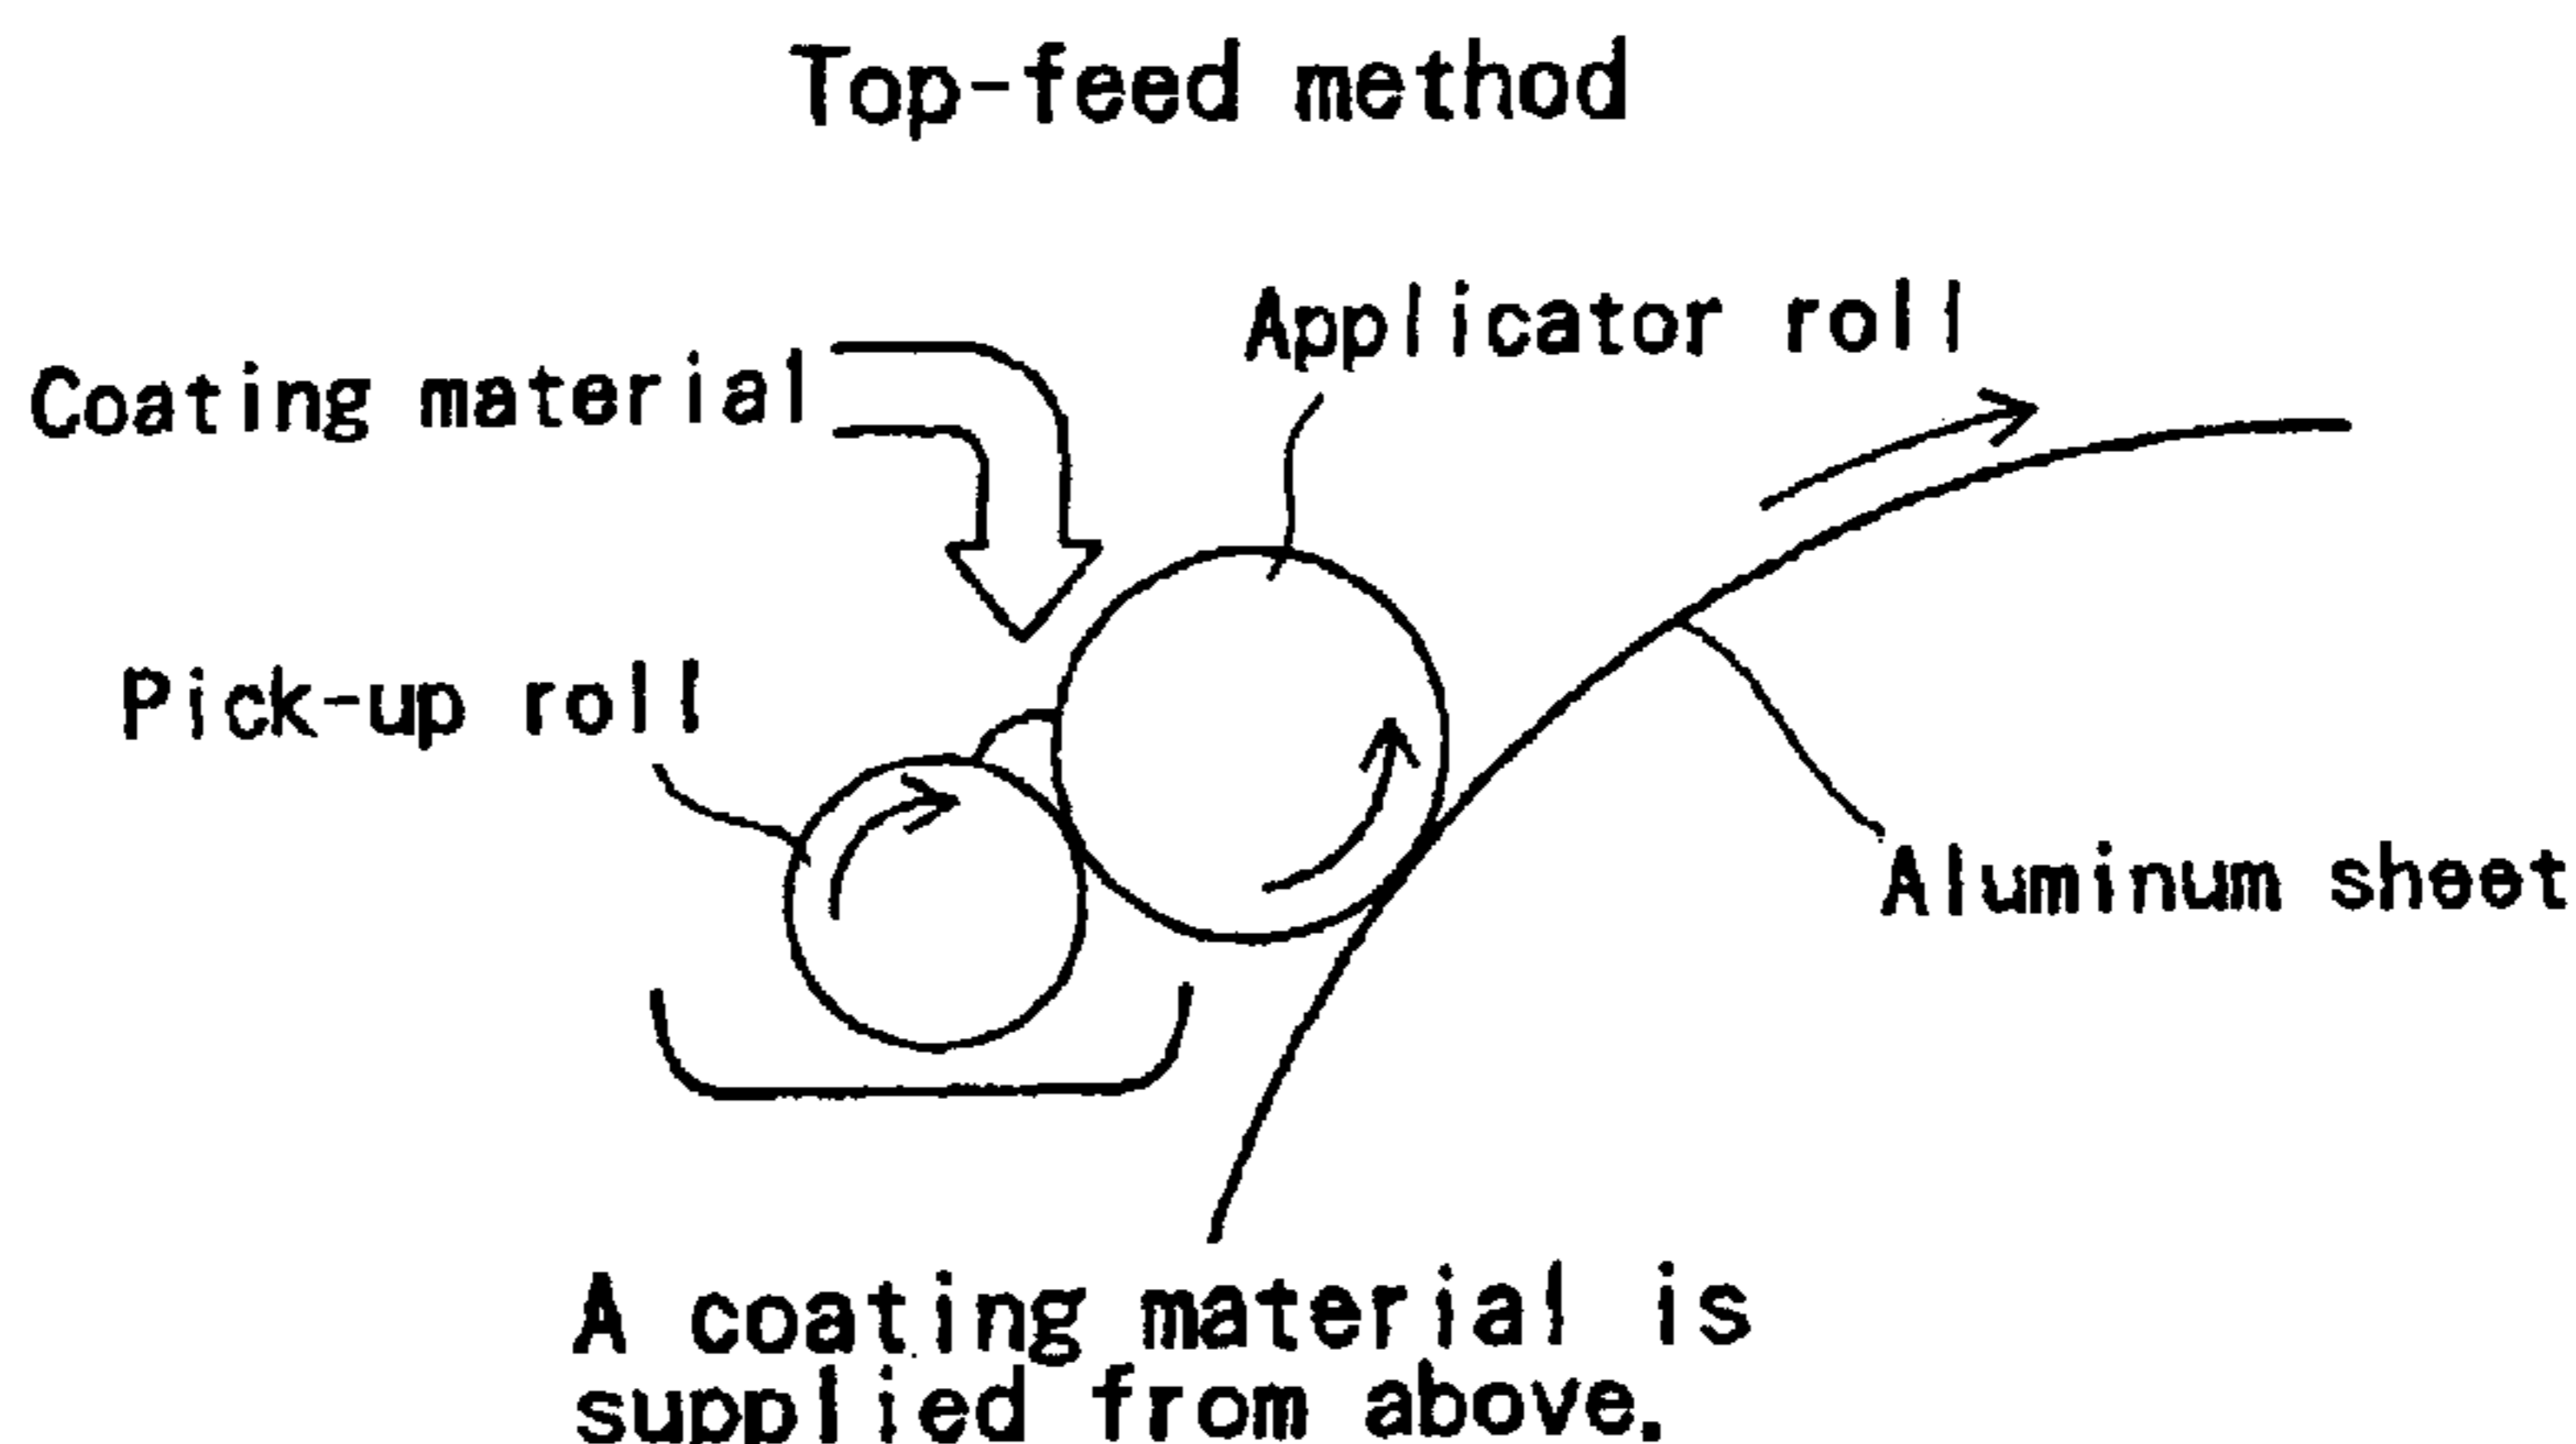 Top-feed method
Applicator roll
Coating material
Pick-up roll
Aluminum sheet
A coating material is
supplied from above.